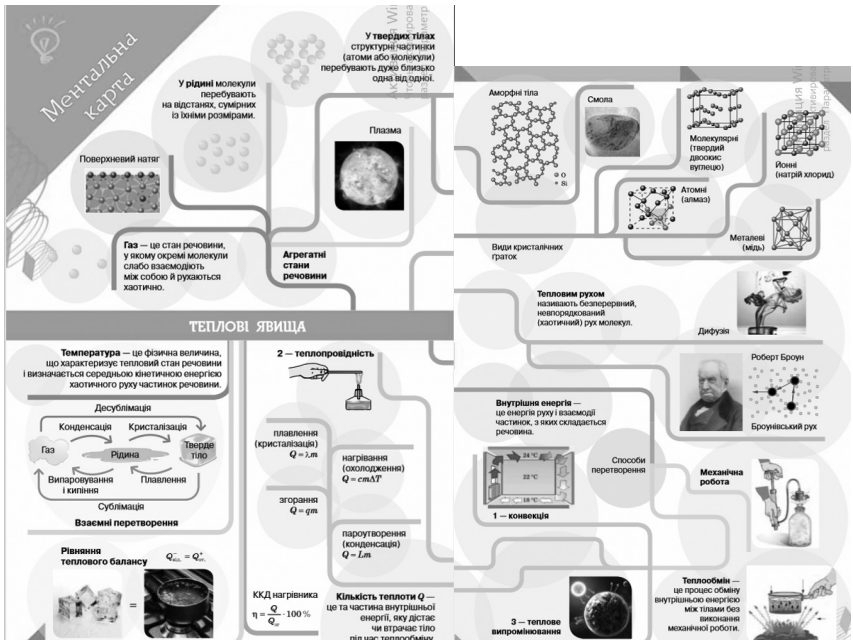 Ментальна
карта
У твердих тілах
структурні частинки
(атоми або молекули)
перебувають дуже близько
одна від одної.
У рідині молекули
перебувають
на відстанях, сумірних
із їхніми розмірами.
Плазма
Поверхневий натяг
Газ — це стан речовини,
у якому окремі молекули
слабо взаємодіють
між собою й рухаються
хаотично.
Агрегатні
стани
речовини
Аморфні тіла
O
Si
Смола
Молекулярні
(твердий
двоокис
вуглецю)
Йонні
(натрій хлорид)
Атомні
(алмаз)
Металеві
(мідь)
Види кристалічних
ґраток
ТЕПЛОВІ ЯВИЩА
Температура — це фізична величина,
що характеризує тепловий стан речовини
і визначається середньою кінетичною енергією
хаотичного руху частинок речовини.
Десублімація
Конденсація Кристалізація
Газ
Рідина
Тверде
тіло
Випаровування
і кипіння
Плавлення
Сублімація
Взаємні перетворення
Рівняння
теплового балансу
=
2 — теплопровідність
плавлення
(кристалізація)
Q = λm
нагрівання
(охолодження)
Q = cmΔT
згорання
Q = qm
пароутворення
(конденсація)
Q = Lm
ККД нагрівника
Кількість теплоти Q —
це та частина внутрішньої
енергії, яку дістає
чи втрачає тіло
під час теплообміну.
Тепловим рухом
називають безперервний,
невпорядкований
(хаотичний) рух молекул.
Дифузія
Роберт Броун
Броунівський рух
Внутрішня енергія —
це енергія руху і взаємодії
частинок, з яких складається
речовина.
24 °C
22 °C
18 °C
1 — конвекція
Способи
перетворення
Механічна
робота
3 — теплове
випромінювання
Теплообмін —
це процес обміну
внутрішньою енергією
між тілами без
виконання
механічної роботи.